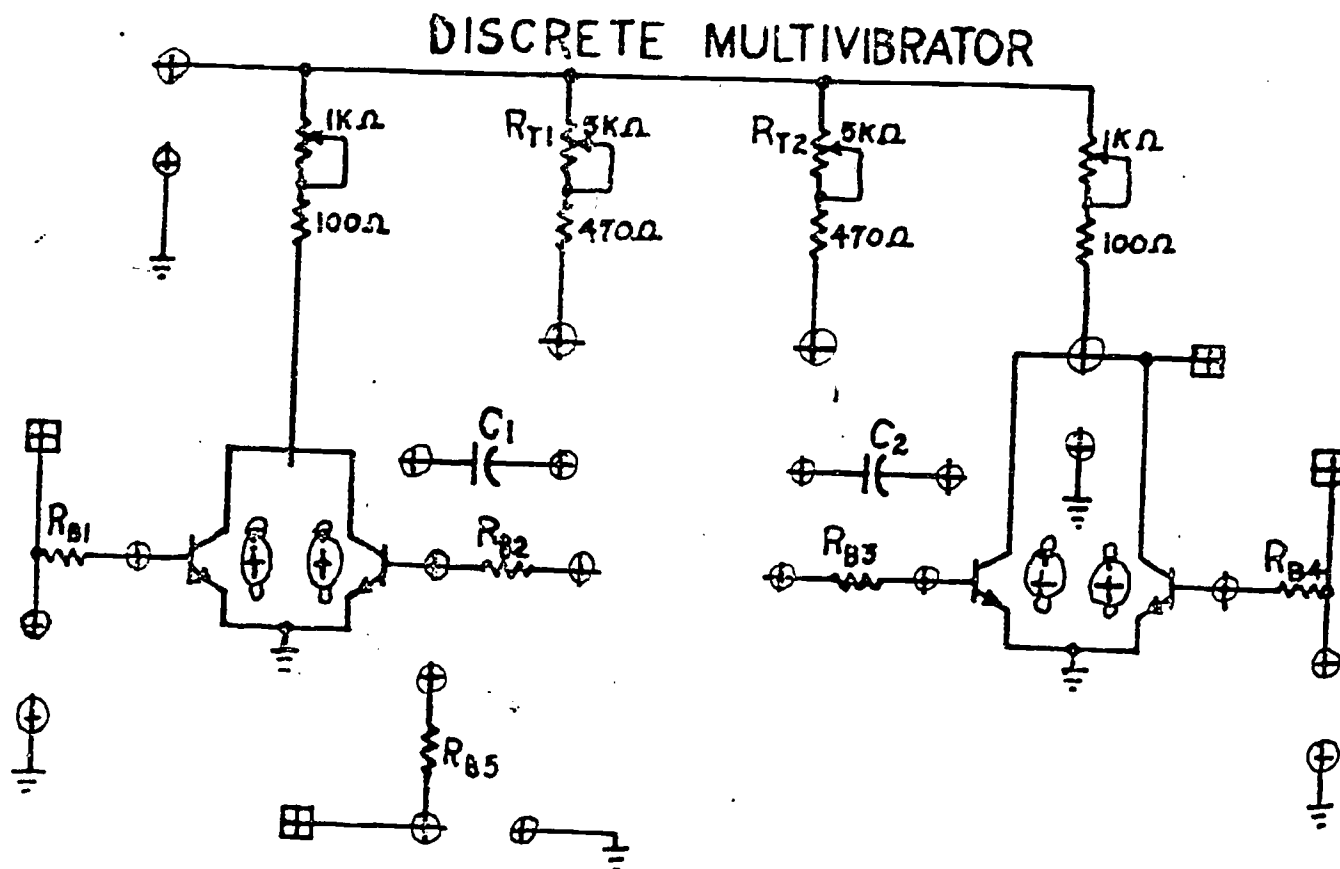 DISCRETE MULTIVIBRATOR
1KΩ
RT1
5KΩ
RT2
5KΩ
1KΩ
100Ω
470Ω
470Ω
100Ω
C1
C2
RB1
RB2
RB3
RB4
RB5